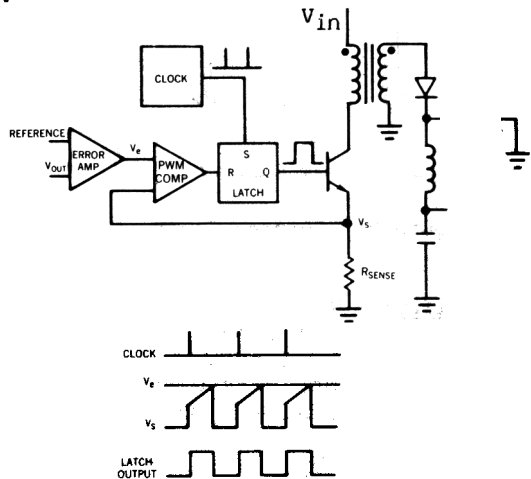 Vin
CLOCK
REFERENCE
VOUT
ERROR
AMP
Ve
PWM
COMP
S
R Q
LATCH
VS
RSENSE
CLOCK
Ve
VS
LATCH
OUTPUT